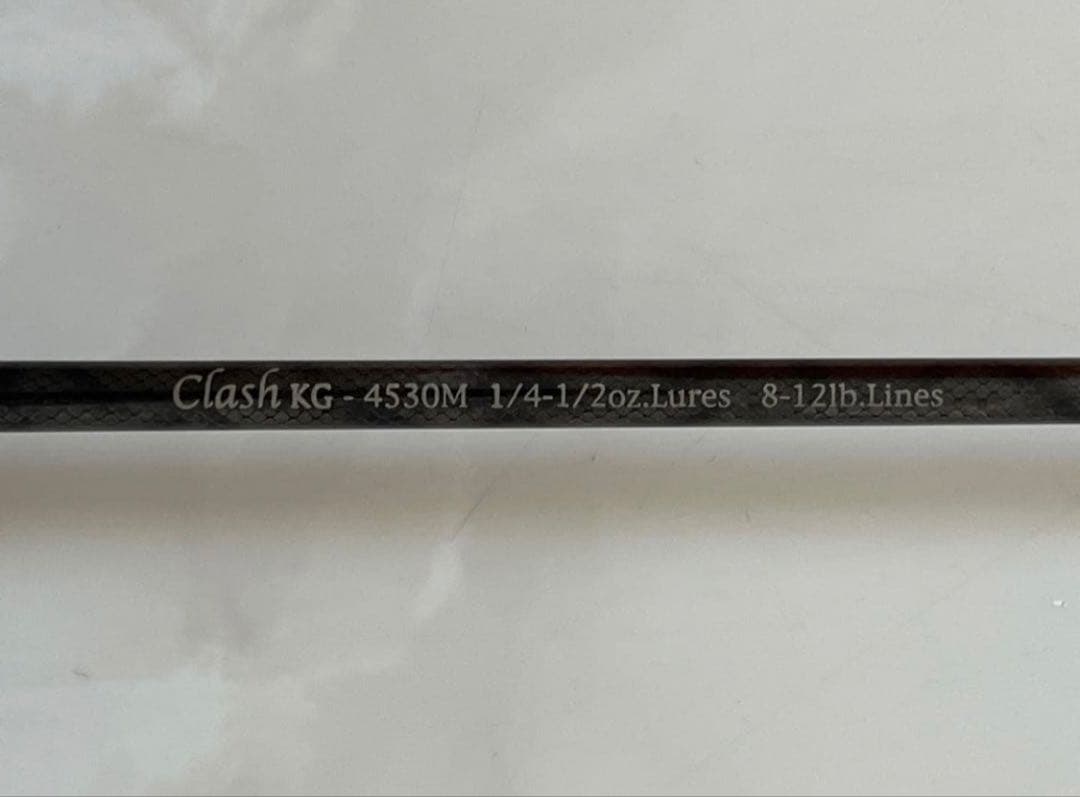 Clash KG - 4530M 1/4-1/2oz.Lures 8-12lb.Lines